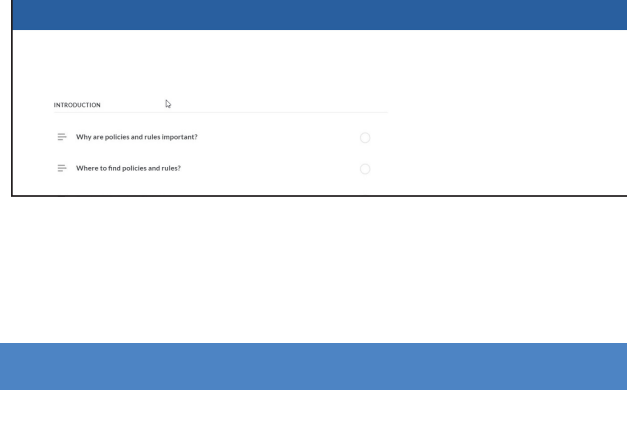 INTRODUCTION
Why are policies and rules important?
Where to find policies and rules?